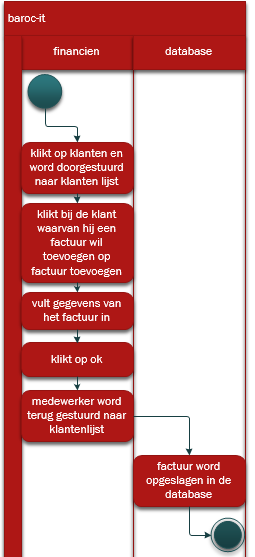 baroc-it
financien
database
klikt op klanten en
word doorgestuurd
naar klanten lijst
klikt bij de klant
waarvan hij een
factuur wil
toevoegen op
factuur toevoegen
vult gegevens van
het factuur in
klikt op ok
medewerker word
terug gestuurd naar
klantenlijst
factuur word
opgeslagen in de
database